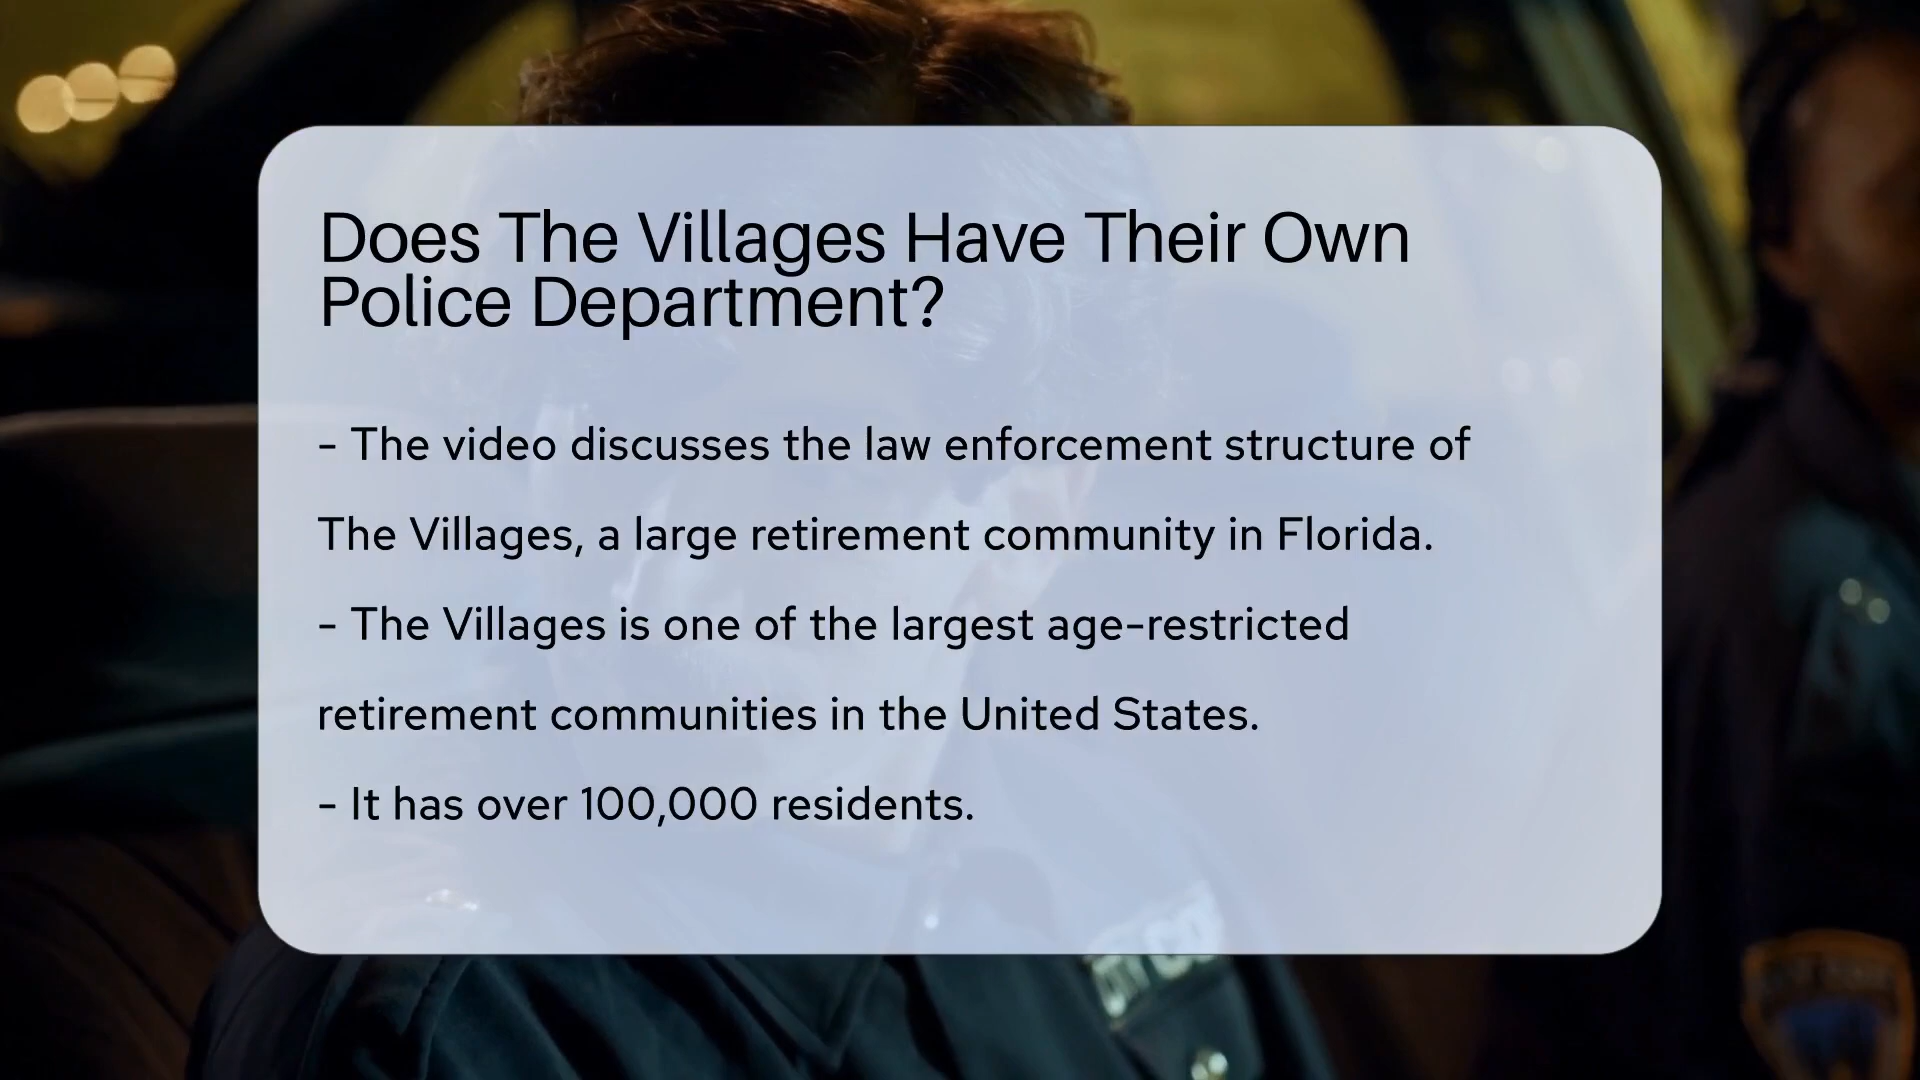 Does The Villages Have Their Own
Police Department?
- The video discusses the law enforcement structure of
The Villages, a large retirement community in Florida.
- The Villages is one of the largest age-restricted
retirement communities in the United States.
- It has over 100,000 residents.